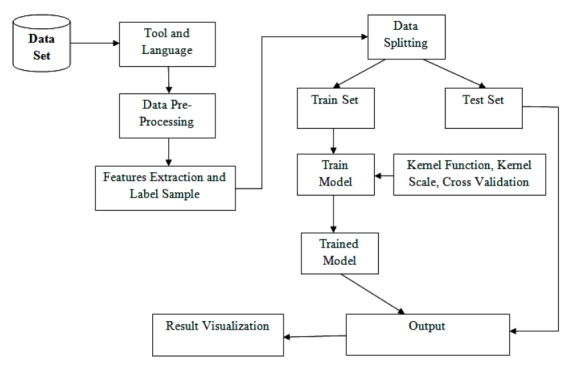 Data
Set
Tool and
Language
Data Pre-
Processing
Features Extraction and
Label Sample
Data
Splitting
Train Set
Test Set
Train
Model
Kernel Function, Kernel
Scale, Cross Validation
Trained
Model
Output
Result Visualization